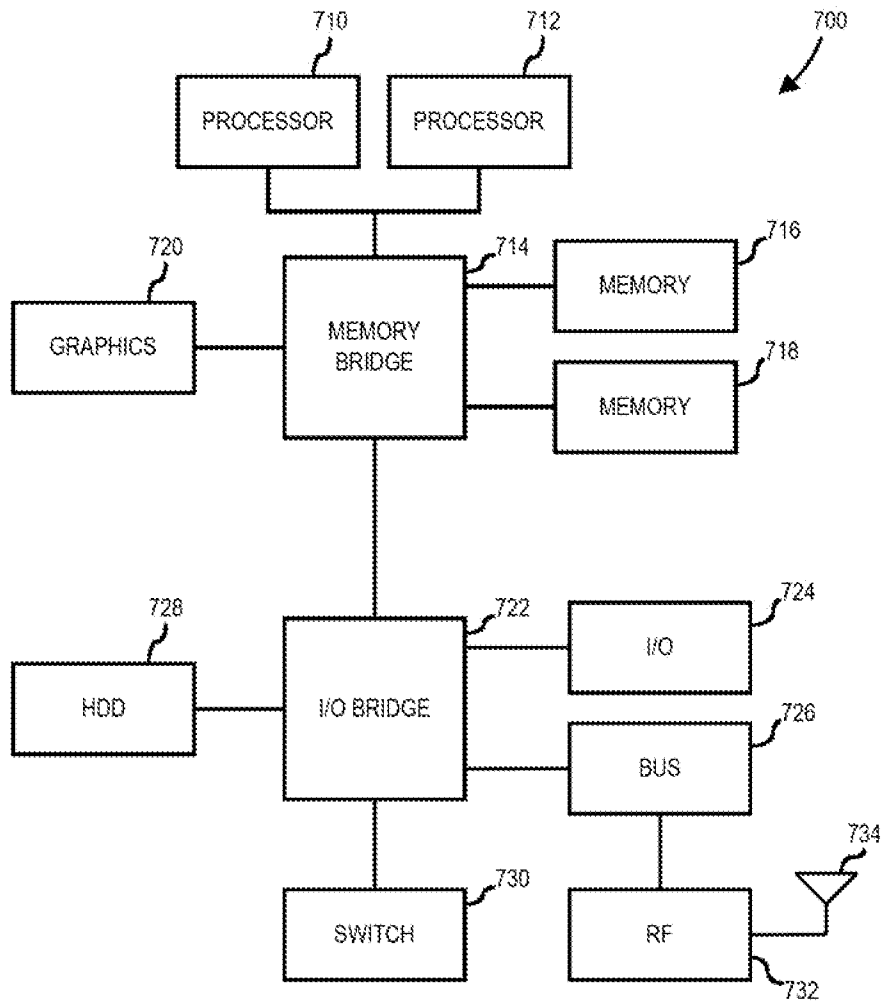 710
712
700
PROCESSOR
PROCESSOR
720
714
716
GRAPHICS
MEMORY
BRIDGE
MEMORY
718
MEMORY
728
722
724
HDD
I/O BRIDGE
I/O
726
BUS
730
734
SWITCH
RF
732